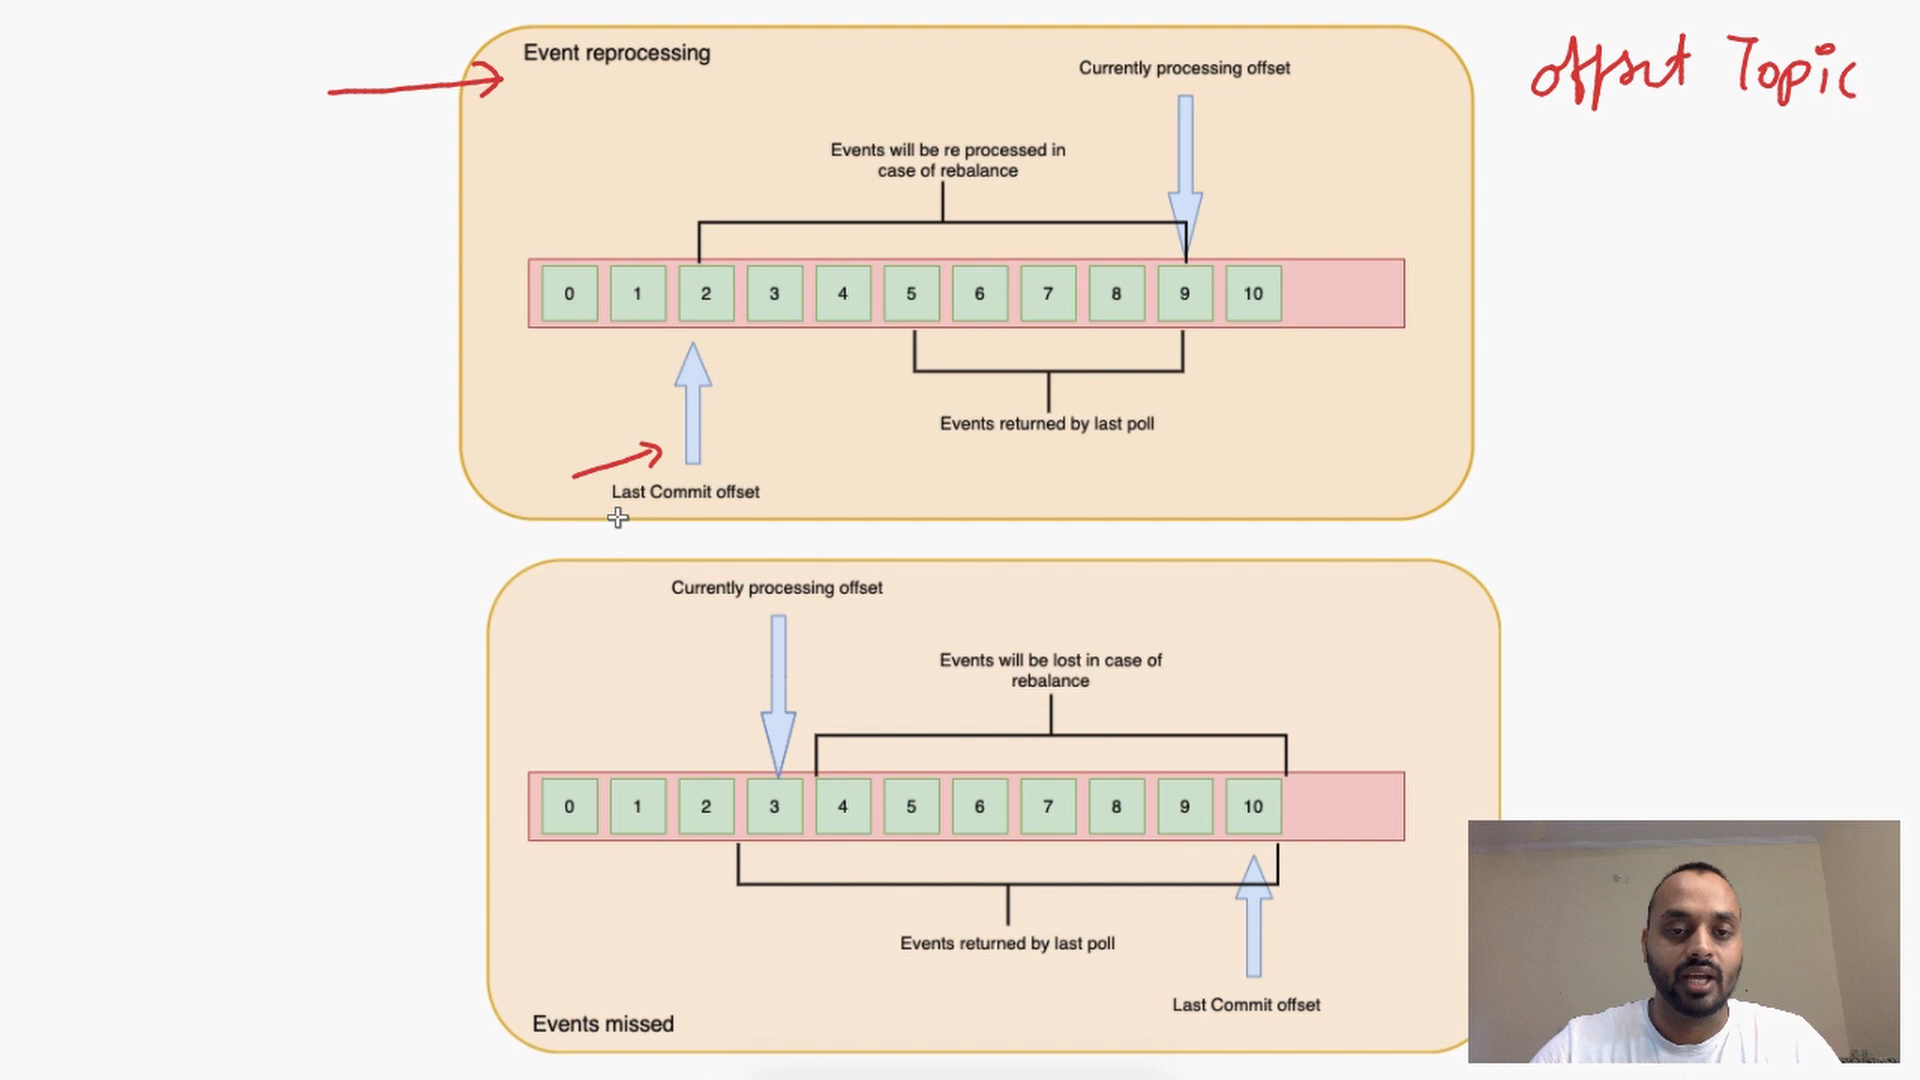 Event reprocessing
Currently processing offset
offset Topic
Events will be re processed in
case of rebalance
0 1 2 3 4 5 6 7 8 9 10
Events returned by last poll
Last Commit offset
Currently processing offset
Events will be lost in case of
rebalance
0 1 2 3 4 5 6 7 8 9 10
Events returned by last poll
Last Commit offset
Events missed